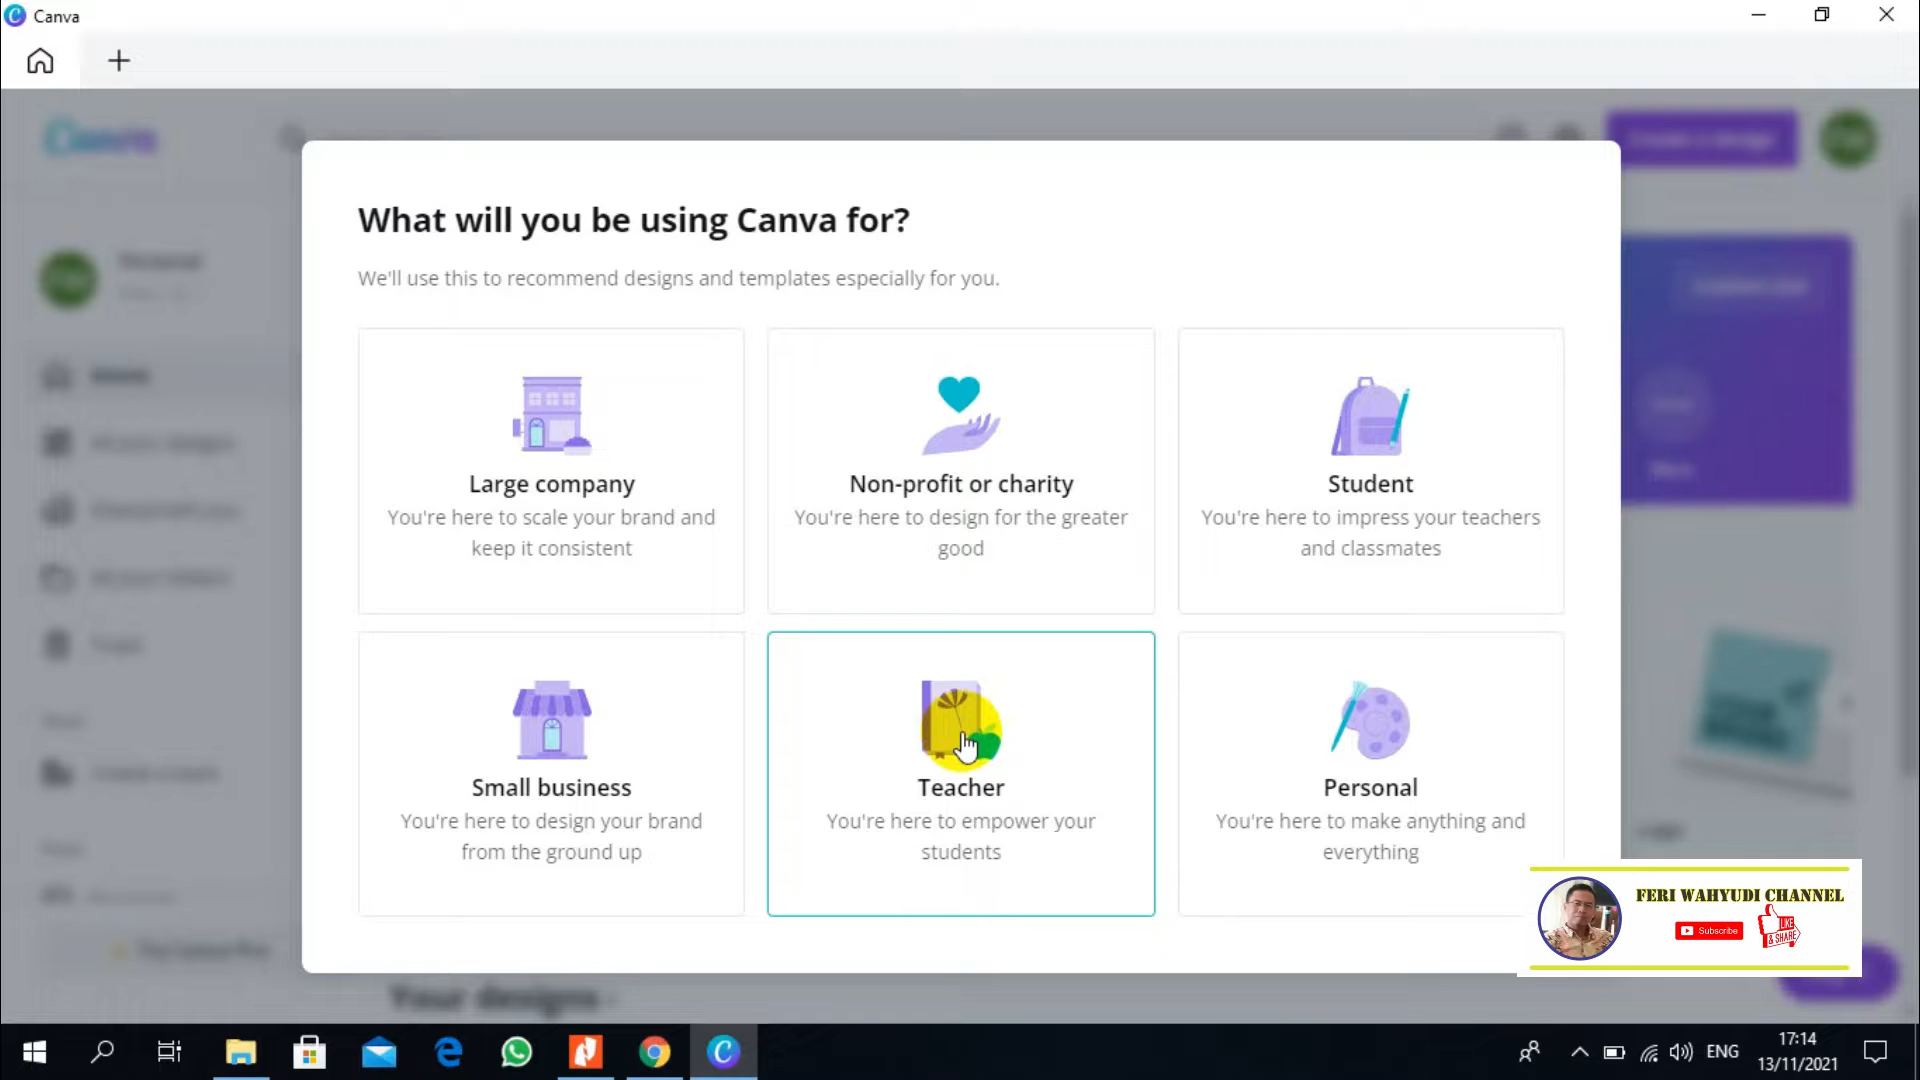 Canva
What will you be using Canva for?
We'll use this to recommend designs and templates especially for you.
Large company
You're here to scale your brand and
keep it consistent
Non-profit or charity
You're here to design for the greater
good
Student
You're here to impress your teachers
and classmates
Small business
You're here to design your brand
from the ground up
Teacher
You're here to empower your
students
Personal
You're here to make anything and
everything
FERI WAHYUDI CHANNEL
Subscribe
LIKE
& SHARE
Your designs
ENG
17:14
13/11/2021